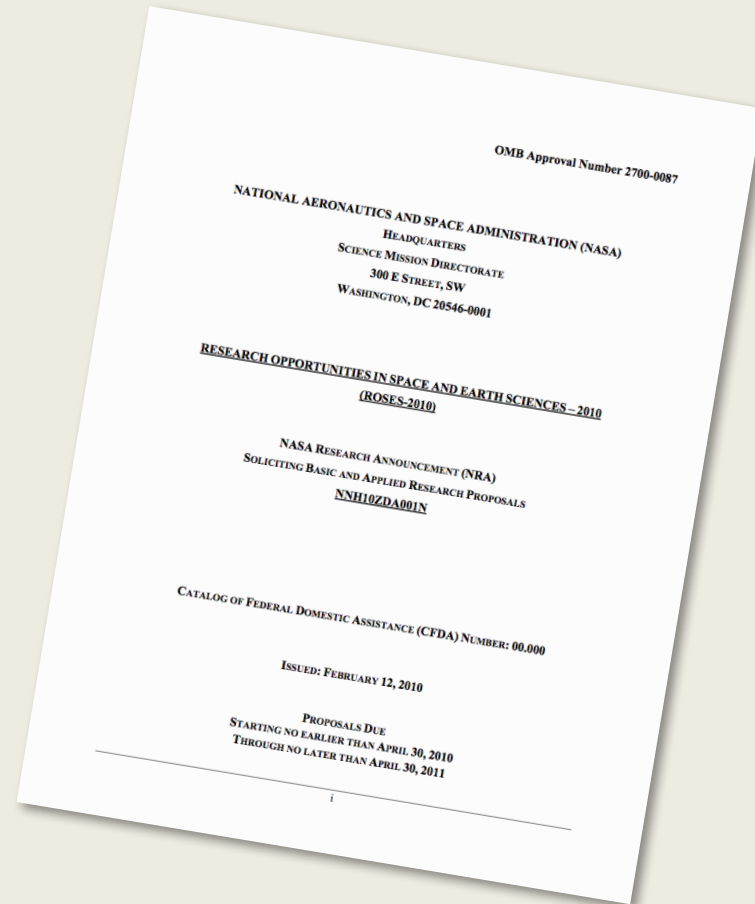 OMB Approval Number 2700-0087
NATIONAL AERONAUTICS AND SPACE ADMINISTRATION (NASA)
HEADQUARTERS
SCIENCE MISSION DIRECTORATE
300 E STREET, SW
WASHINGTON, DC 20546-0001
RESEARCH OPPORTUNITIES IN SPACE AND EARTH SCIENCES – 2010
(ROSES-2010)
NASA RESEARCH ANNOUNCEMENT (NRA)
SOLICITING BASIC AND APPLIED RESEARCH PROPOSALS
NNH10ZDA001N
CATALOG OF FEDERAL DOMESTIC ASSISTANCE (CFDA) NUMBER: 00.000
ISSUED: FEBRUARY 12, 2010
PROPOSALS DUE
STARTING NO EARLIER THAN APRIL 30, 2010
THROUGH NO LATER THAN APRIL 30, 2011
i